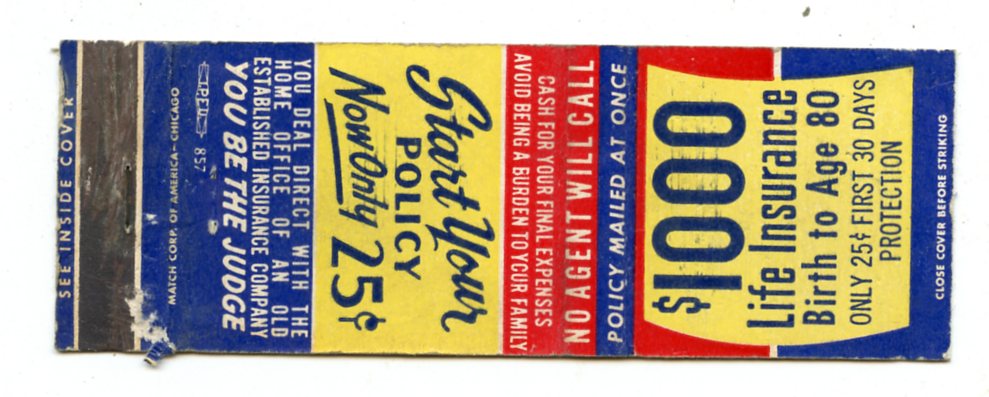 POLICY MAILED AT ONCE
$1000
Life Insurance
Birth to Age 80
ONLY 25¢ FIRST 30 DAYS
PROTECTION
CLOSE COVER BEFORE STRIKING
NO AGENT WILL CALL
CASH FOR YOUR FINAL EXPENSES
AVOID BEING A BURDEN TO YOUR FAMILY
Start Your
POLICY
Now Only 25¢
YOU DEAL DIRECT WITH THE
HOME OFFICE OF AN OLD
ESTABLISHED INSURANCE COMPANY
YOU BE THE JUDGE
857
MATCH CORP. OF AMERICA-CHICAGO
SEE INSIDE COVER